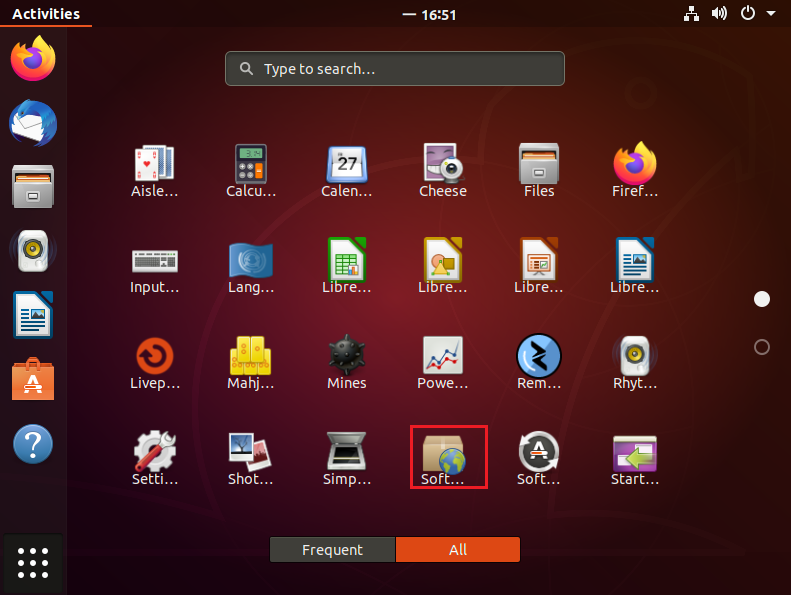 Activities
16:51
Type to search...
Aisle...
Calcu...
Calen...
Cheese
Files
Firef...
Input...
Lang...
Libre...
Libre...
Libre...
Libre...
Livep...
Mahj...
Mines
Powe...
Rem...
Rhyt...
Setti...
Shot...
Simp...
Soft...
Soft...
Start...
Frequent
All